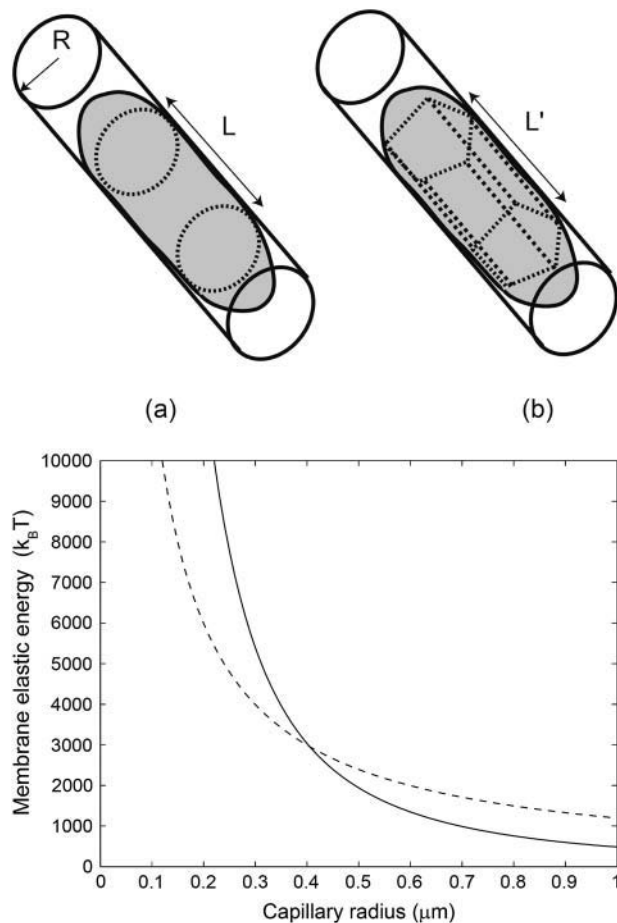 R
L
L'
(a)
(b)
Membrane elastic energy (k_BT)
10000
9000
8000
7000
6000
5000
4000
3000
2000
1000
0
0 0.1 0.2 0.3 0.4 0.5 0.6 0.7 0.8 0.9 1
Capillary radius (μm)